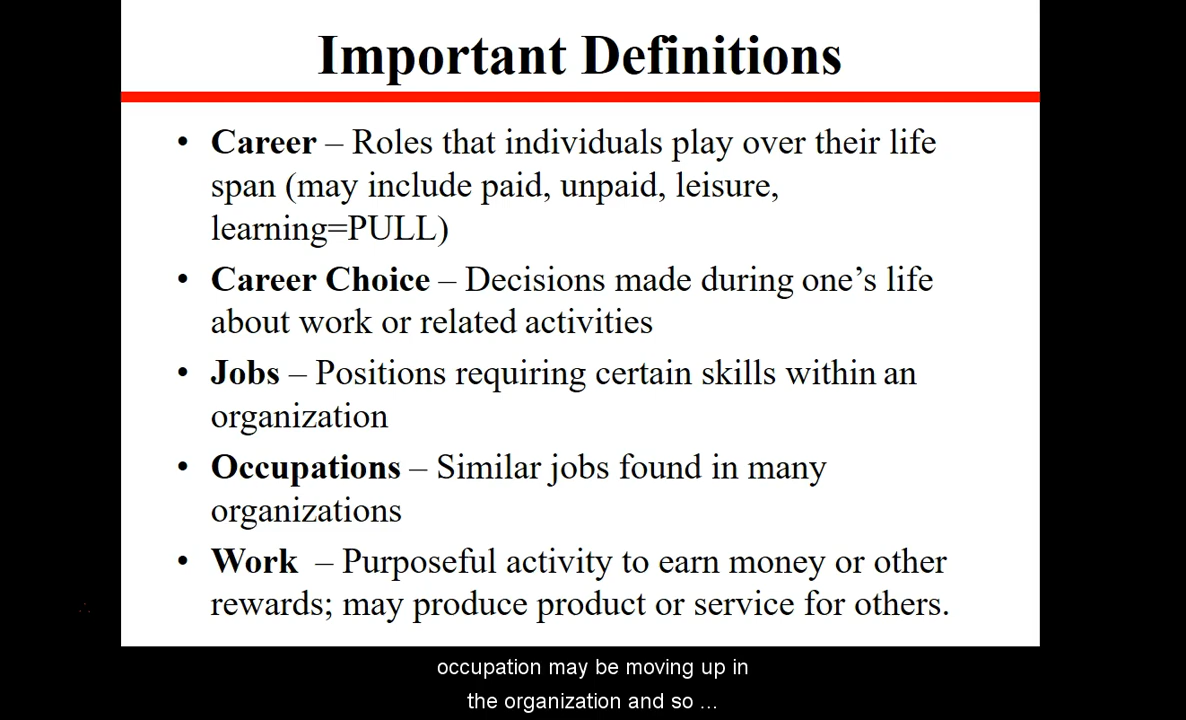 Important Definitions
• Career – Roles that individuals play over their life
span (may include paid, unpaid, leisure,
learning=PULL)
• Career Choice – Decisions made during one’s life
about work or related activities
• Jobs – Positions requiring certain skills within an
organization
• Occupations – Similar jobs found in many
organizations
• Work – Purposeful activity to earn money or other
rewards; may produce product or service for others.
occupation may be moving up in
the organization and so ...